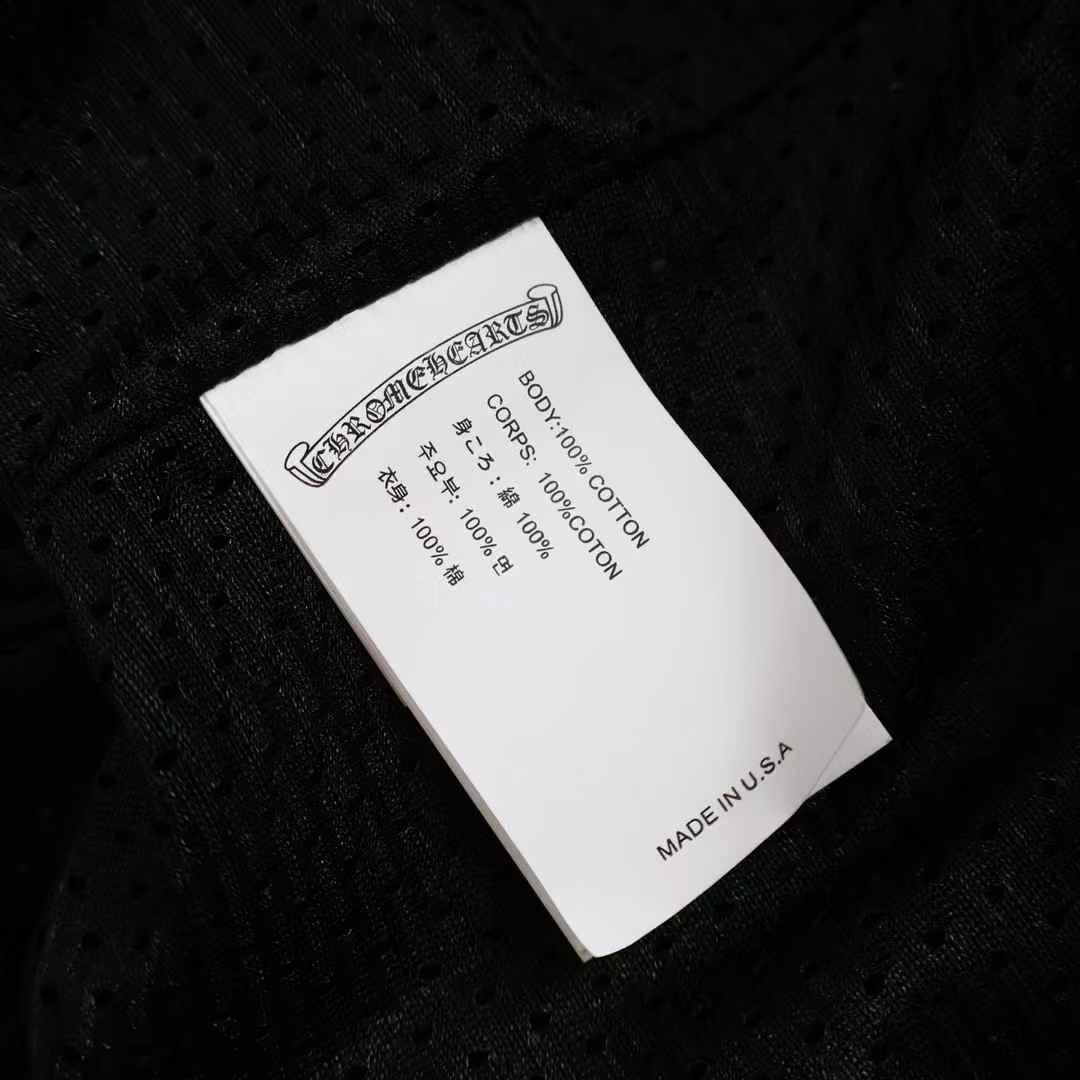 CHROMEHEARTS
BODY:100% COTTON
CORPS: 100%COTON
身ころ：綿 100%
주요부: 100% 면
衣身：100% 棉
MADE IN U.S.A